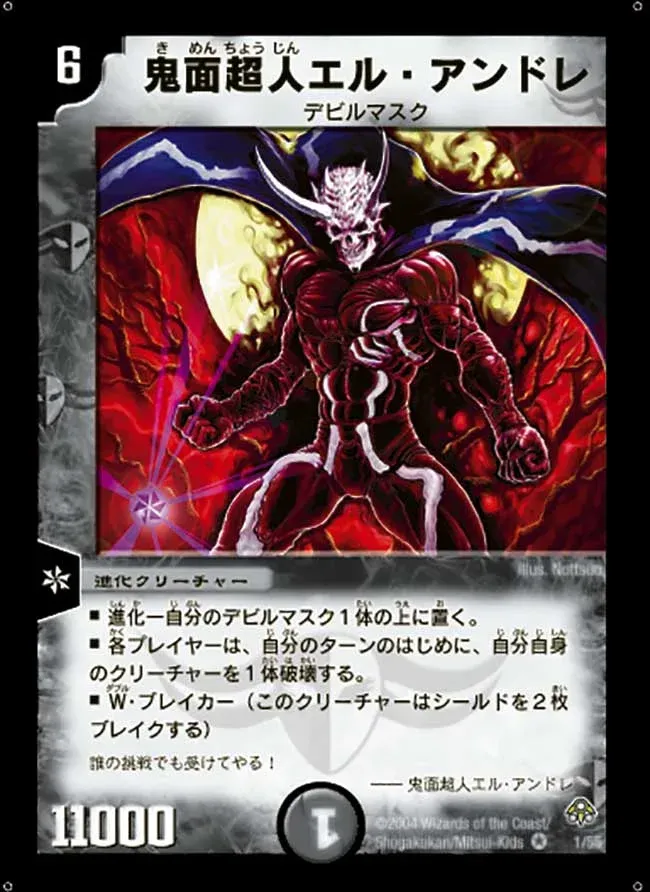 6
鬼面超人エル・アンドレ
き めん ちょう じん
デビルマスク
illus. Nottsuo
進化クリーチャー
■ 進化ー自分のデビルマスク1体の上に置く。
■ 各プレイヤーは、自分のターンのはじめに、自分自身
のクリーチャーを1体破壊する。
■ W・ブレイカー（このクリーチャーはシールドを2枚
ブレイクする）
誰の挑戦でも受けてやる！
―― 鬼面超人エル・アンドレ
11000
1
©2004 Wizards of the Coast/
Shogakukan/Mitsui-Kids
1/55